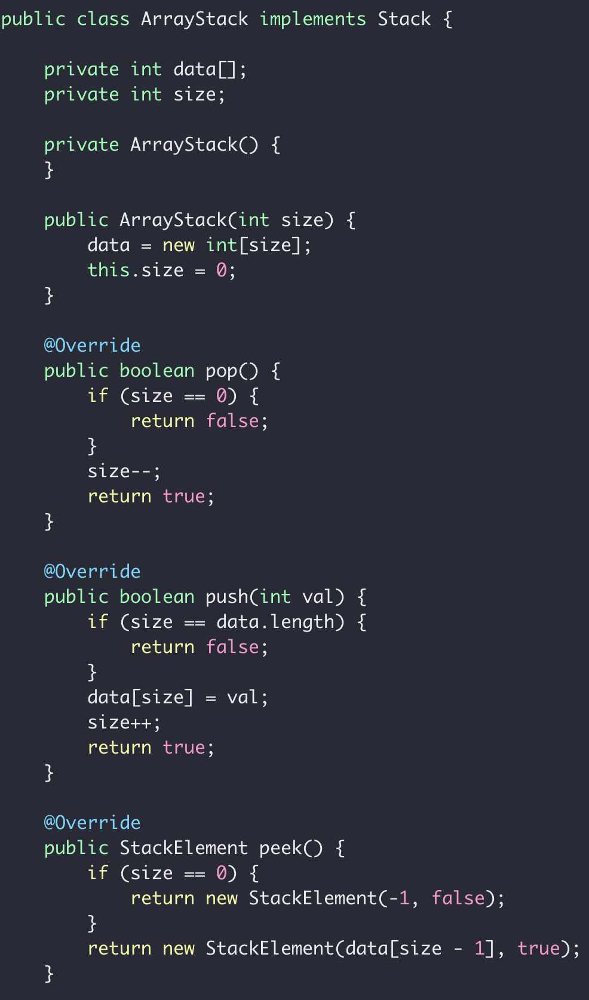 public class ArrayStack implements Stack {

    private int data[];
    private int size;

    private ArrayStack() {
    }

    public ArrayStack(int size) {
        data = new int[size];
        this.size = 0;
    }

    @Override
    public boolean pop() {
        if (size == 0) {
            return false;
        }
        size--;
        return true;
    }

    @Override
    public boolean push(int val) {
        if (size == data.length) {
            return false;
        }
        data[size] = val;
        size++;
        return true;
    }

    @Override
    public StackElement peek() {
        if (size == 0) {
            return new StackElement(-1, false);
        }
        return new StackElement(data[size - 1], true);
    }